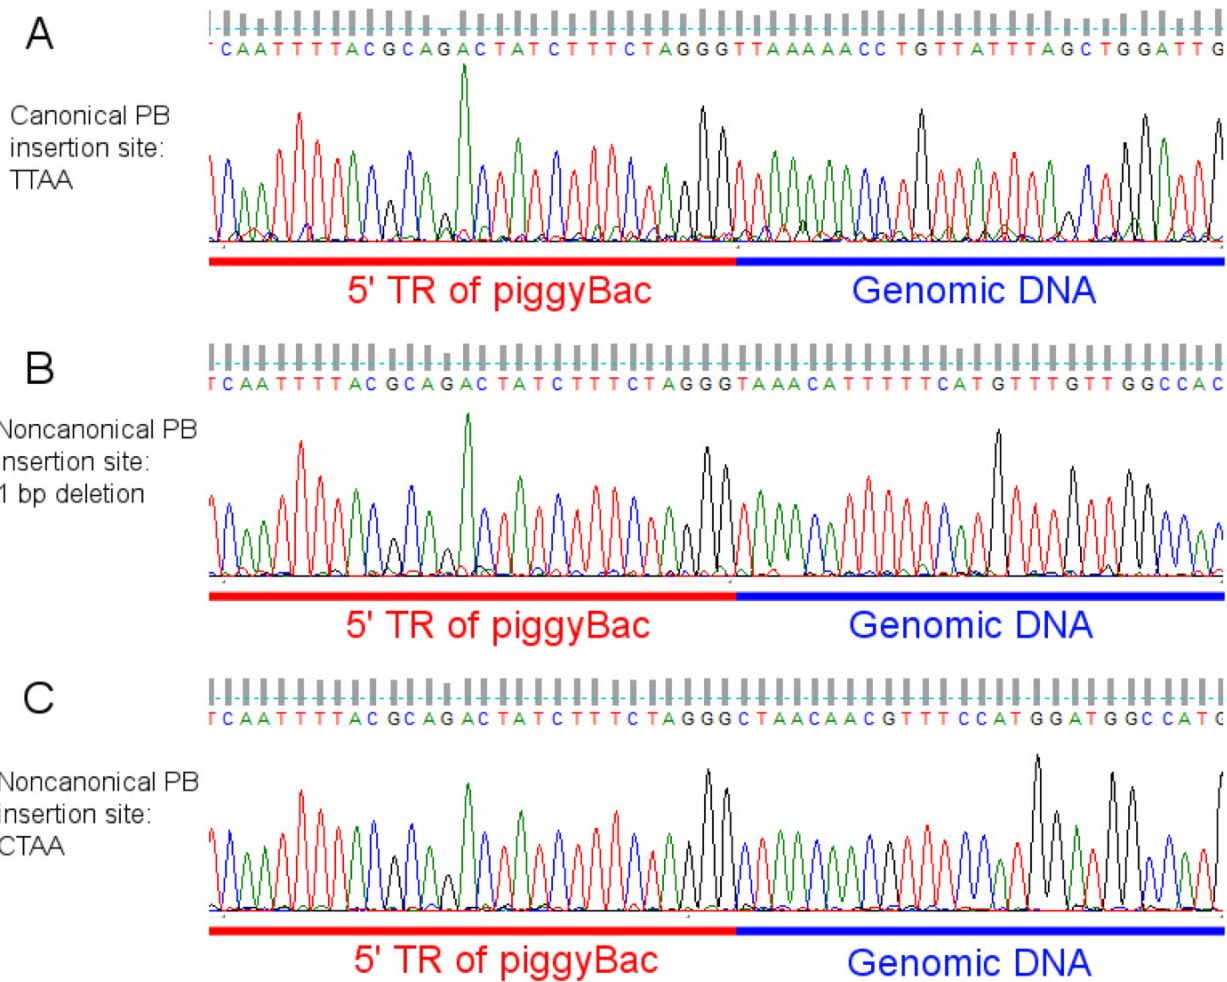 A
TCAATTTTACGCAGACTATCTTTCTAGGGTTAAAAACCTGTTATTTAGCTGGATTG
Canonical PB
insertion site:
TTAA
5' TR of piggyBac
Genomic DNA
B
TCAATTTTACGCAGACTATCTTTCTAGGGTAAACATTTTTCATGTTTGTTGGCCAC
Noncanonical PB
insertion site:
1 bp deletion
5' TR of piggyBac
Genomic DNA
C
TCAATTTTACGCAGACTATCTTTCTAGGGCTAACAACGTTTCCATGGATGGCCATG
Noncanonical PB
insertion site:
CTAA
5' TR of piggyBac
Genomic DNA